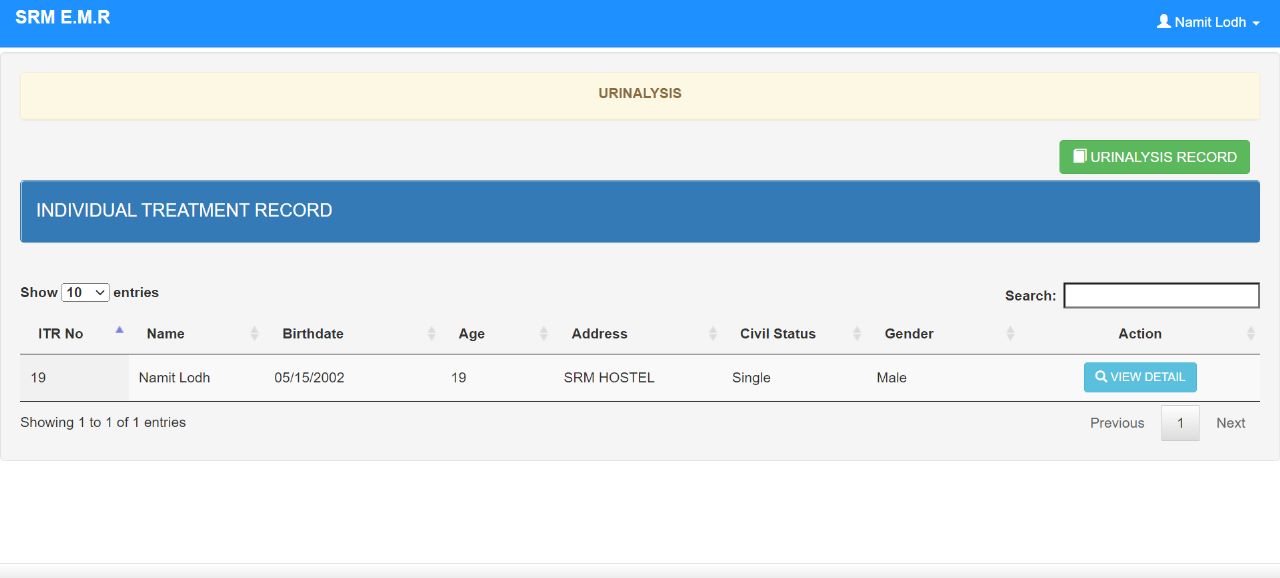 SRM E.M.R
Namit Lodh
URINALYSIS
URINALYSIS RECORD
INDIVIDUAL TREATMENT RECORD
Show 10 entries
Search:
ITR No Name Birthdate Age Address Civil Status Gender Action
19 Namit Lodh 05/15/2002 19 SRM HOSTEL Single Male VIEW DETAIL
Showing 1 to 1 of 1 entries
Previous 1 Next